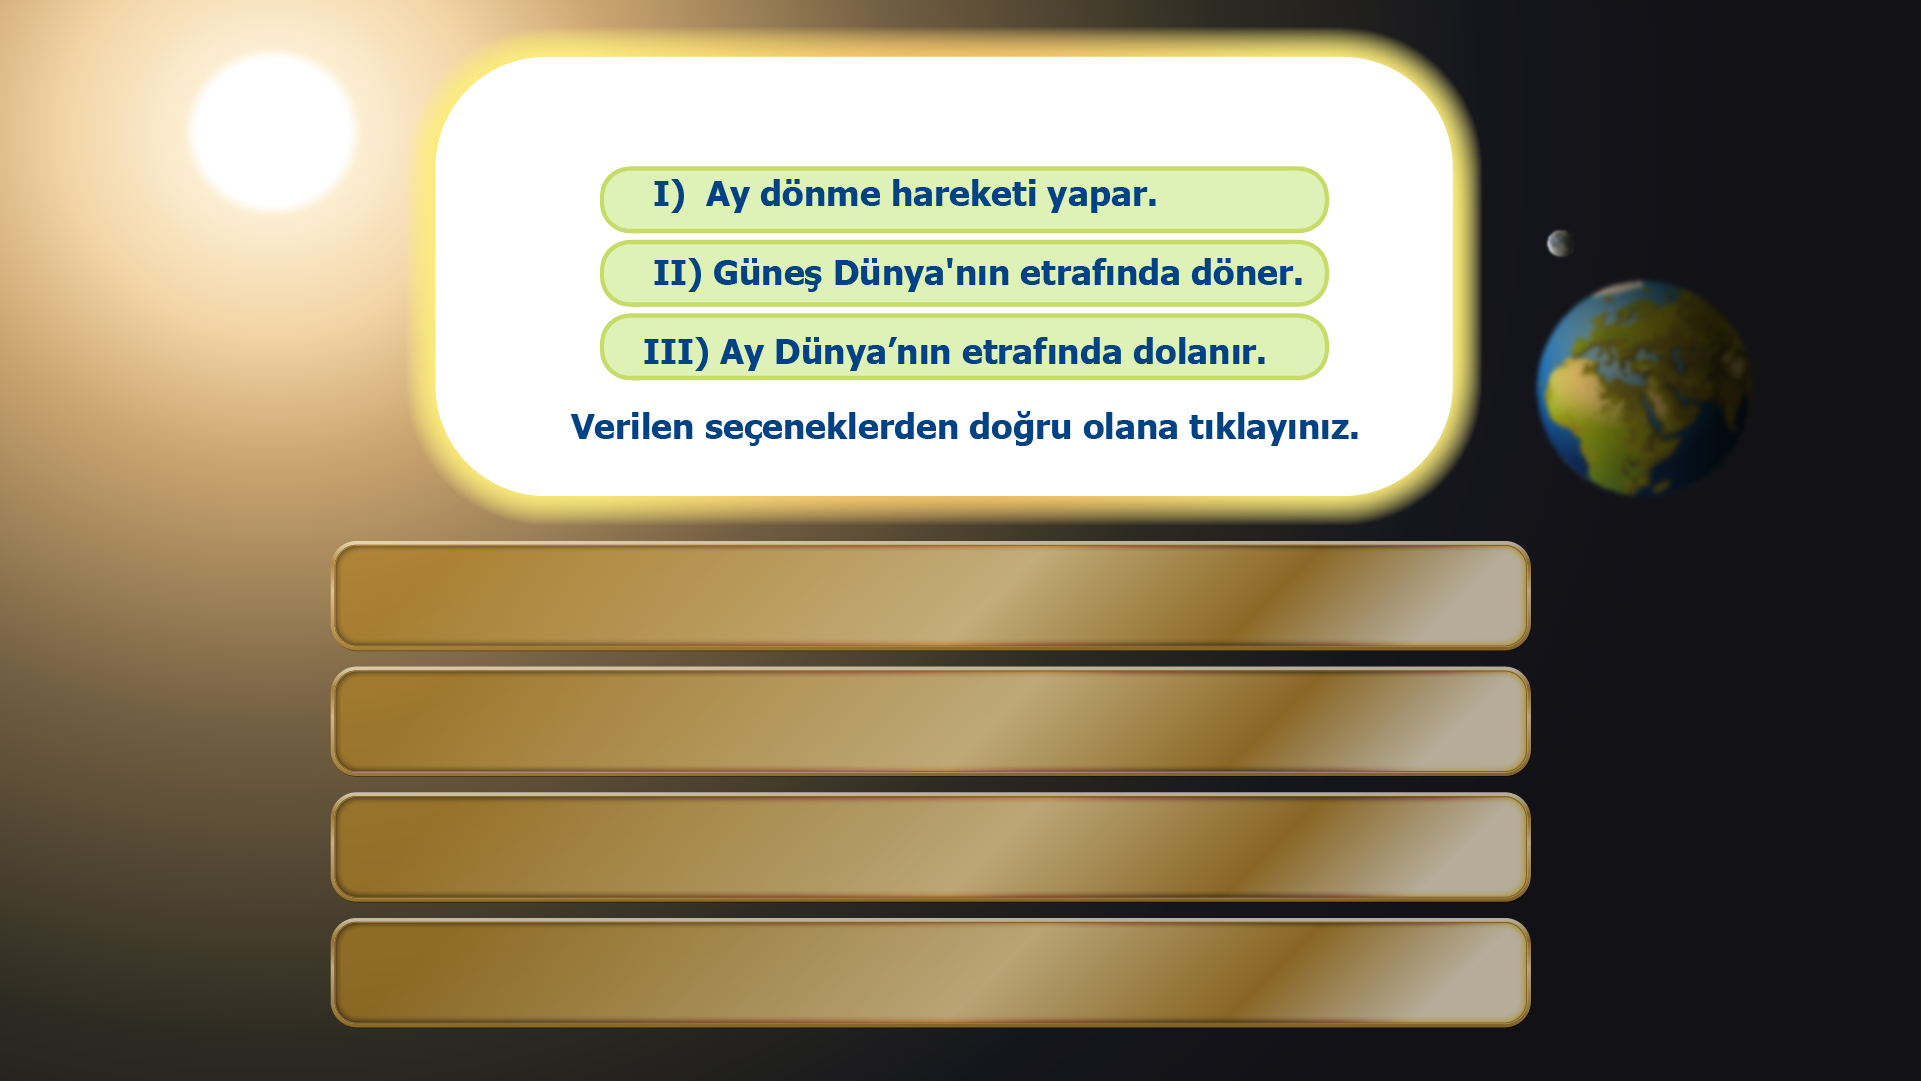 I) Ay dönme hareketi yapar.
II) Güneş Dünya'nın etrafında döner.
III) Ay Dünya’nın etrafında dolanır.
Verilen seçeneklerden doğru olana tıklayınız.